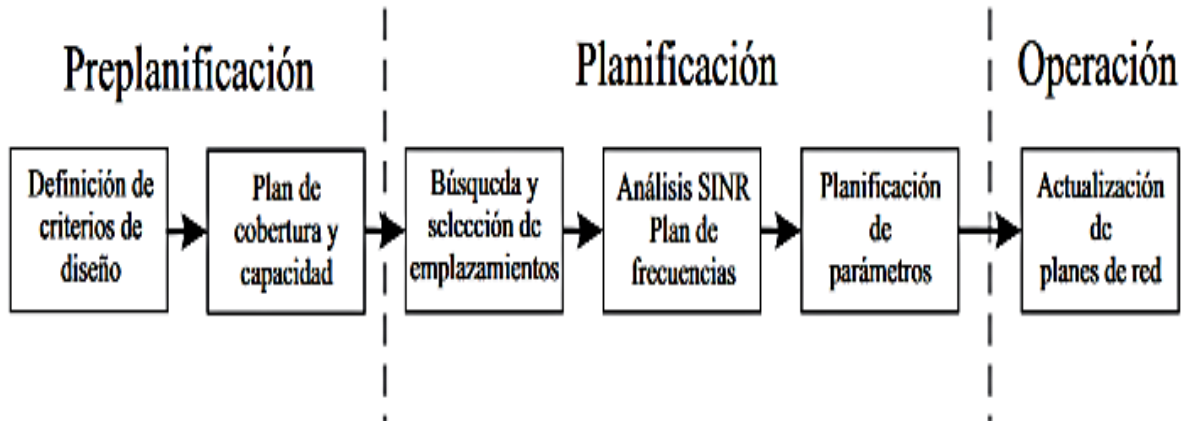 Preplanificación
Planificación
Operación
Definición de
criterios de
diseño
Plan de
cobertura y
capacidad
Búsqueda y
selección de
emplazamientos
Análisis SINR
Plan de
frecuencias
Planificación
de
parámetros
Actualización
de
planes de red